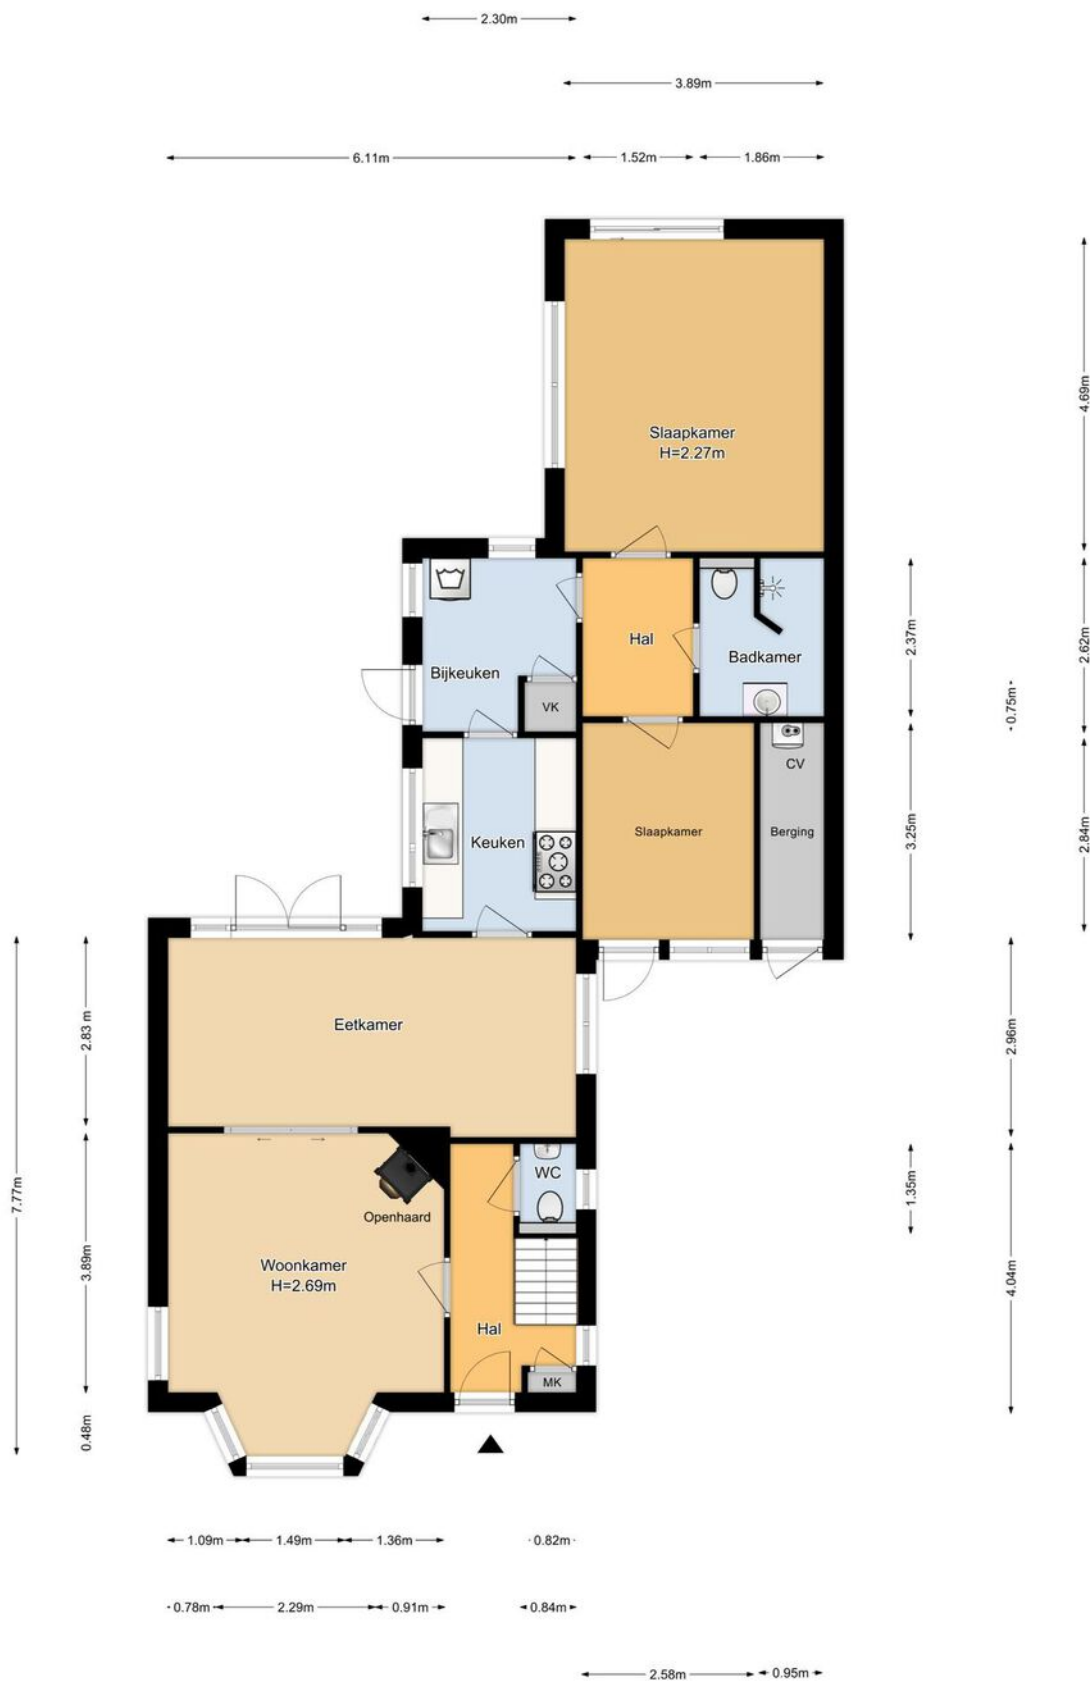 2.30m
3.89m
6.11m
1.52m
1.86m
4.69m
Slaapkamer
H=2.27m
Hal
Badkamer
Bijkeuken
VK
2.37m
2.62m
0.75m
CV
Slaapkamer
Berging
Keuken
3.25m
2.84m
Eetkamer
2.83 m
2.96m
7.77m
WC
Openhaard
1.35m
3.89m
Woonkamer
H=2.69m
4.04m
Hal
MK
0.48m
1.09m
1.49m
1.36m
0.82m
0.78m
2.29m
0.91m
0.84m
2.58m
0.95m